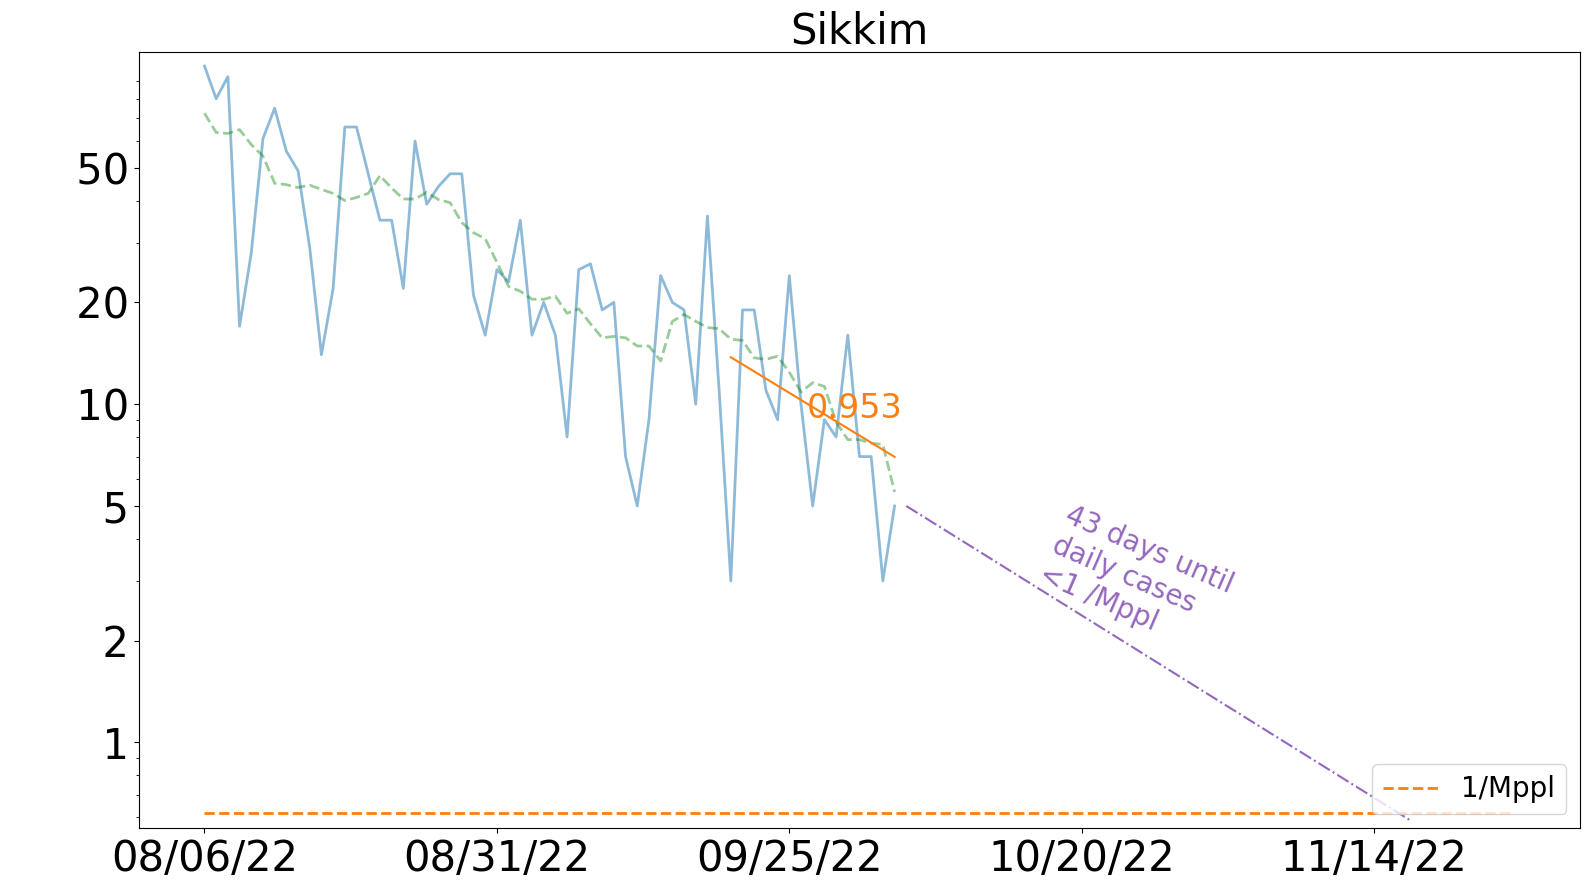 Sikkim
50
20
10
5
2
1
0.953
43 days until
daily cases
<1 /Mppl
1/Mppl
08/06/22
08/31/22
09/25/22
10/20/22
11/14/22